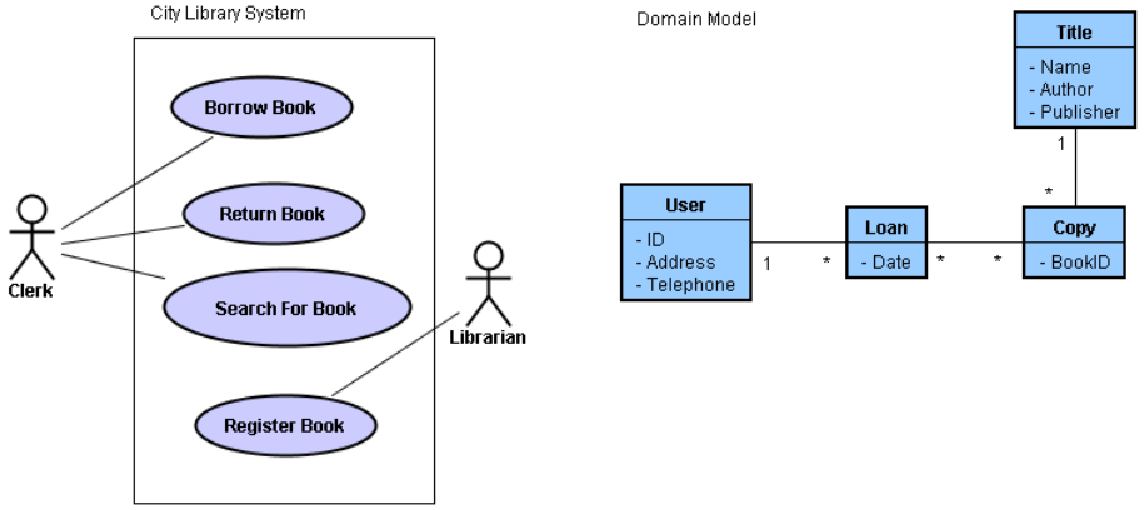 City Library System
Borrow Book
Return Book
Search For Book
Register Book
Clerk
Librarian
Domain Model
Title
- Name
- Author
- Publisher
1
*
User
- ID
- Address
- Telephone
1
*
Loan
- Date
*
*
Copy
- BookID